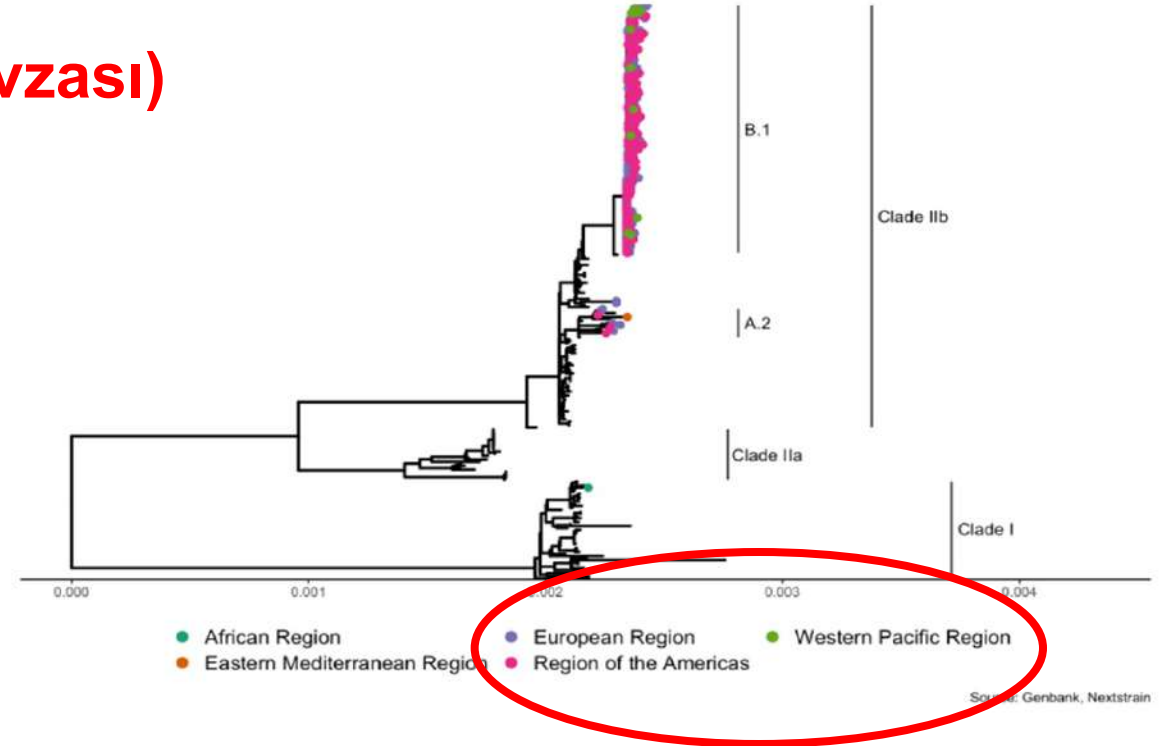 vzası)
B.1
Clade IIb
A.2
Clade IIa
Clade I
0.000 0.001 0.002 0.003 0.004
African Region European Region Western Pacific Region
Eastern Mediterranean Region Region of the Americas
Source: Genbank, Nextstrain